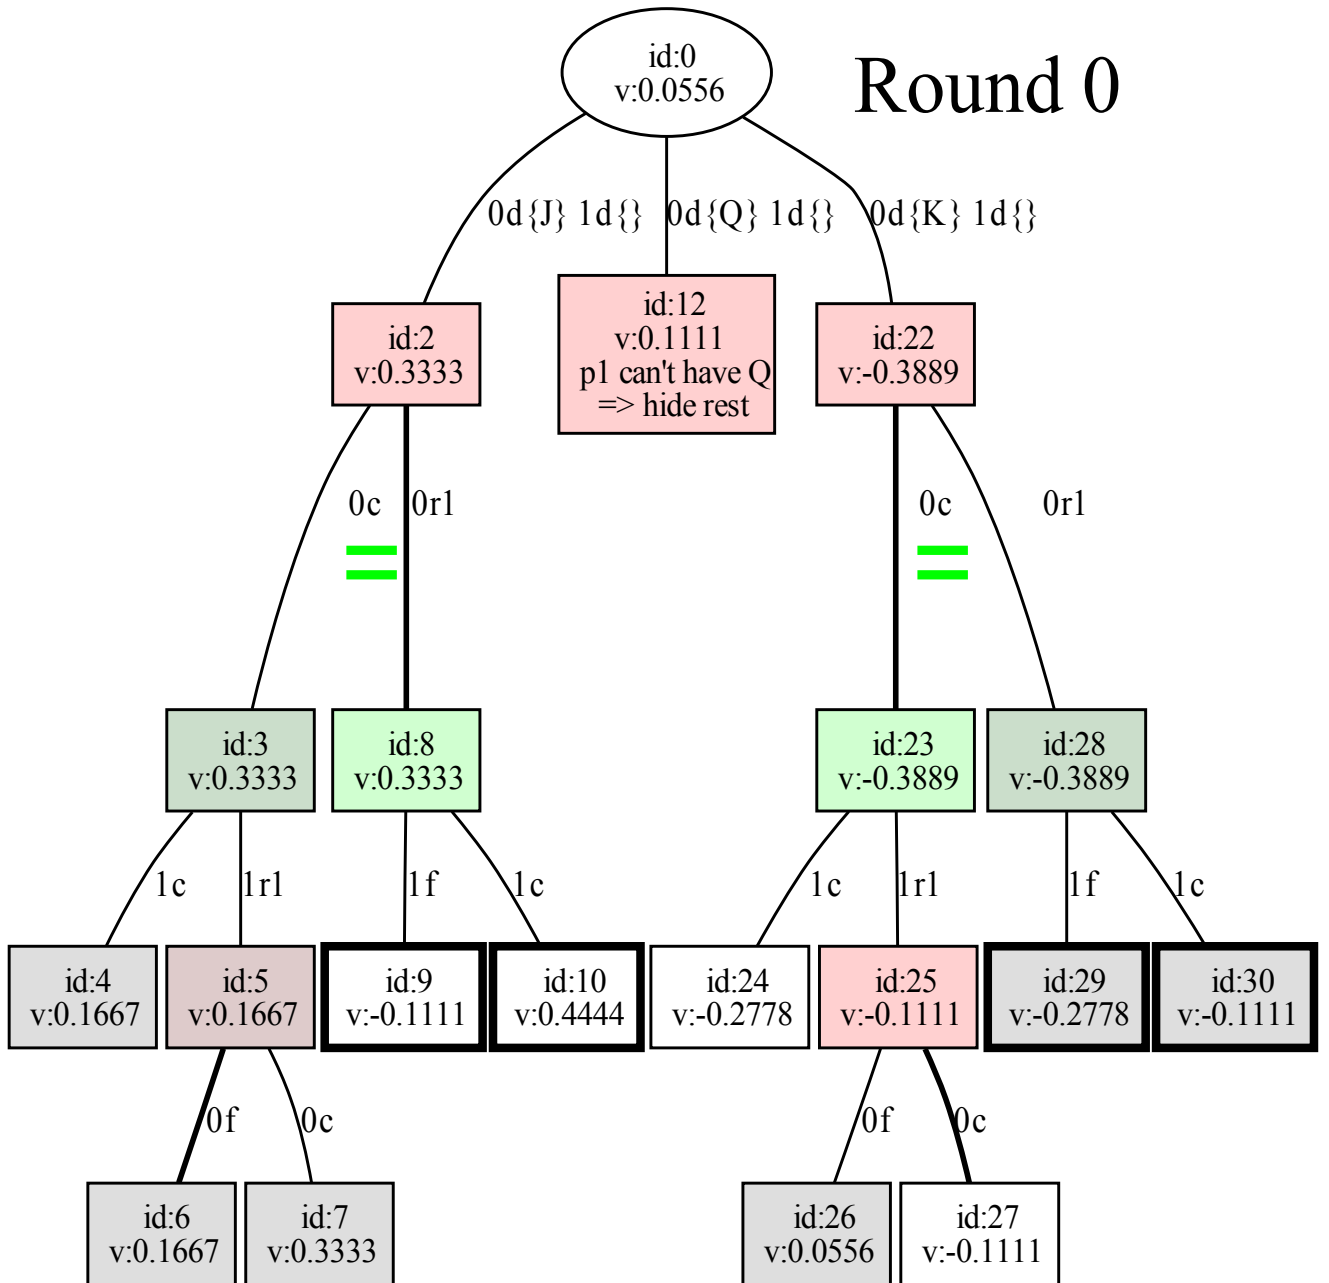 id:0
v:0.0556
Round 0
0d{J} 1d{}
0d{Q} 1d{}
0d{K} 1d{}
id:2
v:0.3333
id:12
v:0.1111
p1 can't have Q
=> hide rest
id:22
v:-0.3889
0c
0r1
0c
0r1
id:3
v:0.3333
id:8
v:0.3333
id:23
v:-0.3889
id:28
v:-0.3889
1c
1r1
1f
1c
1c
1r1
1f
1c
id:4
v:0.1667
id:5
v:0.1667
id:9
v:-0.1111
id:10
v:0.4444
id:24
v:-0.2778
id:25
v:-0.1111
id:29
v:-0.2778
id:30
v:-0.1111
0f
0c
0f
0c
id:6
v:0.1667
id:7
v:0.3333
id:26
v:0.0556
id:27
v:-0.1111